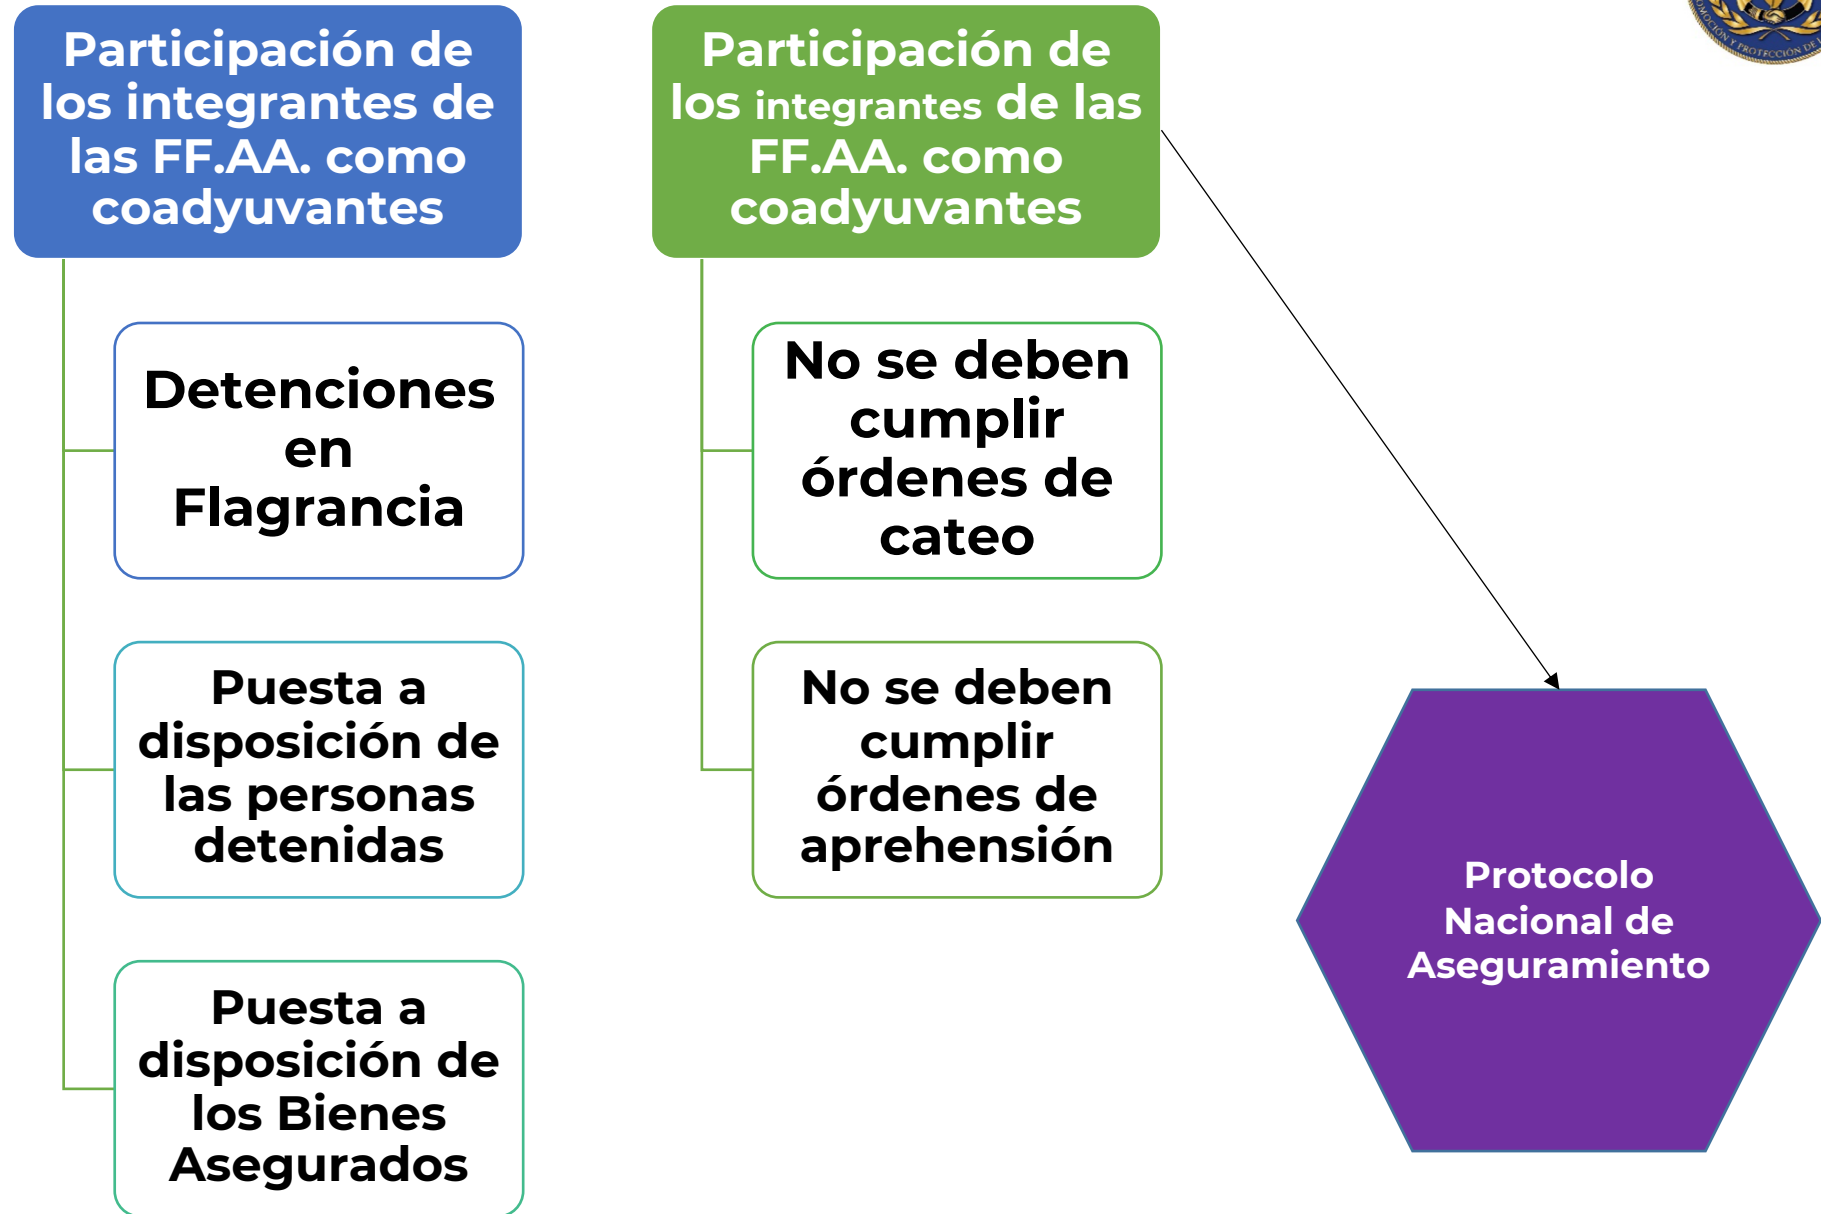 Participación de
los integrantes de
las FF.AA. como
coadyuvantes
Detenciones
en
Flagrancia
Puesta a
disposición de
las personas
detenidas
Puesta a
disposición de
los Bienes
Asegurados
Participación de
los integrantes de las
FF.AA. como
coadyuvantes
No se deben
cumplir
órdenes de
cateo
No se deben
cumplir
órdenes de
aprehensión
Protocolo
Nacional de
Aseguramiento
Y PROTECCIÓN DE